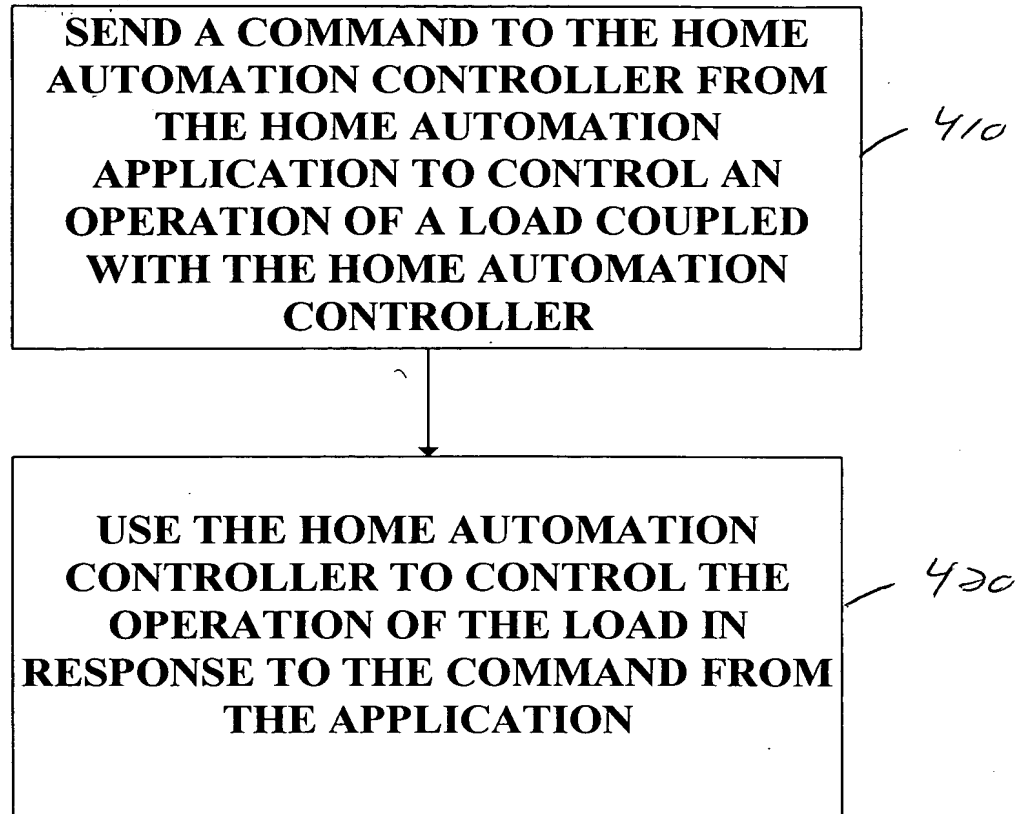 SEND A COMMAND TO THE HOME
AUTOMATION CONTROLLER FROM
THE HOME AUTOMATION
APPLICATION TO CONTROL AN
OPERATION OF A LOAD COUPLED
WITH THE HOME AUTOMATION
CONTROLLER
410
USE THE HOME AUTOMATION
CONTROLLER TO CONTROL THE
OPERATION OF THE LOAD IN
RESPONSE TO THE COMMAND FROM
THE APPLICATION
420